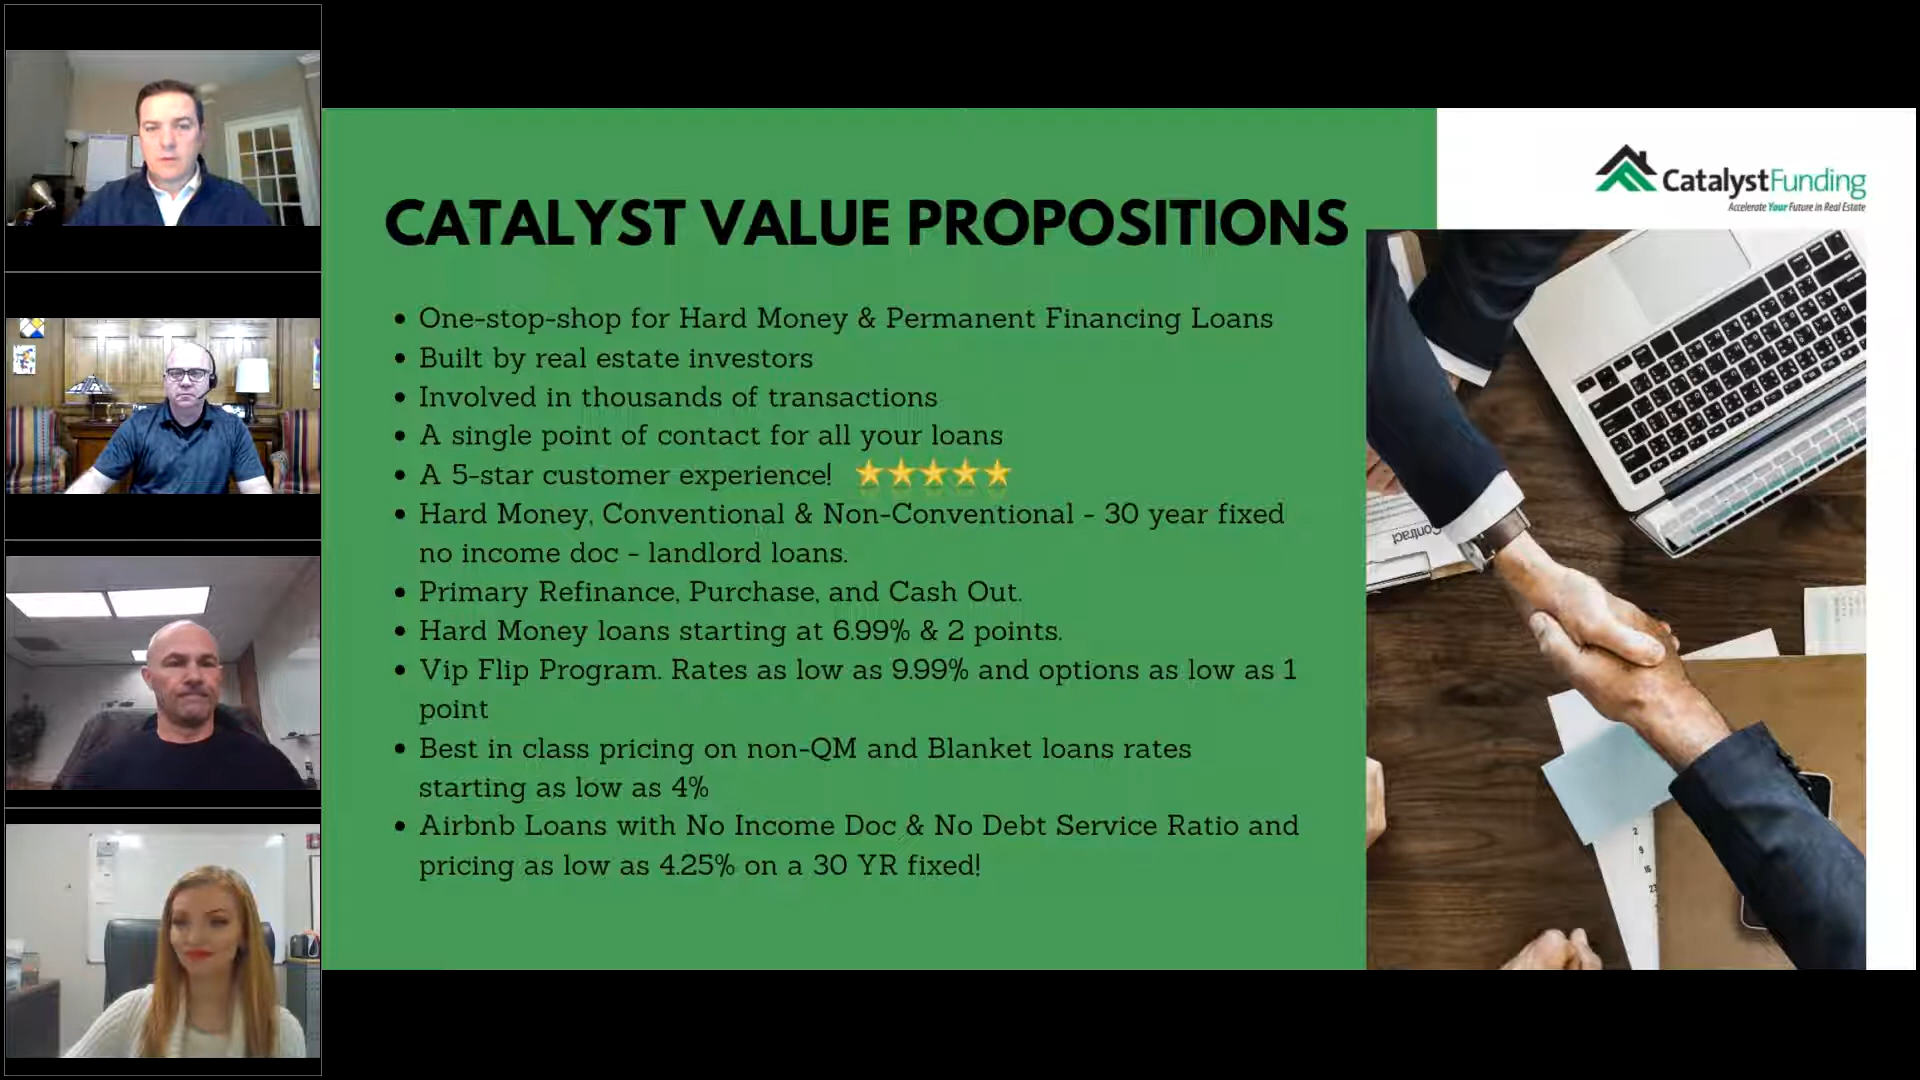 CatalystFunding
Accelerate Your Future in Real Estate
CATALYST VALUE PROPOSITIONS
• One-stop-shop for Hard Money & Permanent Financing Loans
• Built by real estate investors
• Involved in thousands of transactions
• A single point of contact for all your loans
• A 5-star customer experience! ⭐⭐⭐⭐⭐
• Hard Money, Conventional & Non-Conventional - 30 year fixed
no income doc - landlord loans.
• Primary Refinance, Purchase, and Cash Out.
• Hard Money loans starting at 6.99% & 2 points.
• Vip Flip Program. Rates as low as 9.99% and options as low as 1
point
• Best in class pricing on non-QM and Blanket loans rates
starting as low as 4%
• Airbnb Loans with No Income Doc & No Debt Service Ratio and
pricing as low as 4.25% on a 30 YR fixed!
Contract
2
9
16
23